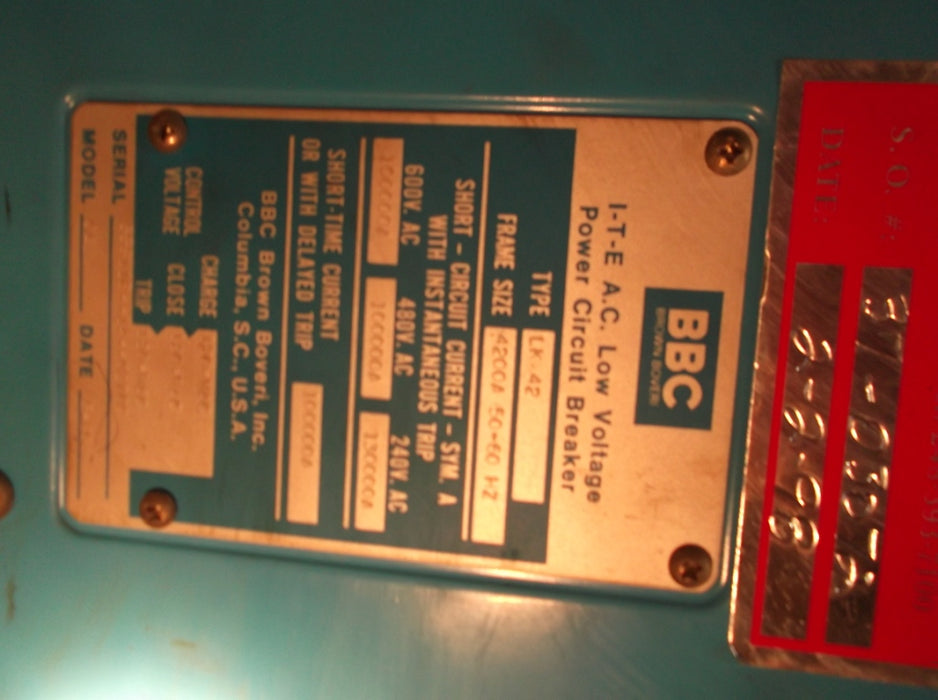 BBC
BROWN BOVERI
I-T-E A.C. Low Voltage
Power Circuit Breaker
TYPE LK-42
FRAME SIZE 4200A 50-60 HZ
SHORT - CIRCUIT CURRENT - SYM. A
WITH INSTANTANEOUS TRIP
600V. AC 480V. AC 240V. AC
100000A 100000A 130000A
SHORT-TIME CURRENT
OR WITH DELAYED TRIP 100000A
BBC Brown Boveri, Inc.
Columbia, S.C., U.S.A.
CONTROL VOLTAGE
CHARGE
CLOSE
TRIP
SERIAL
MODEL DATE
S. O. #:
DATE: